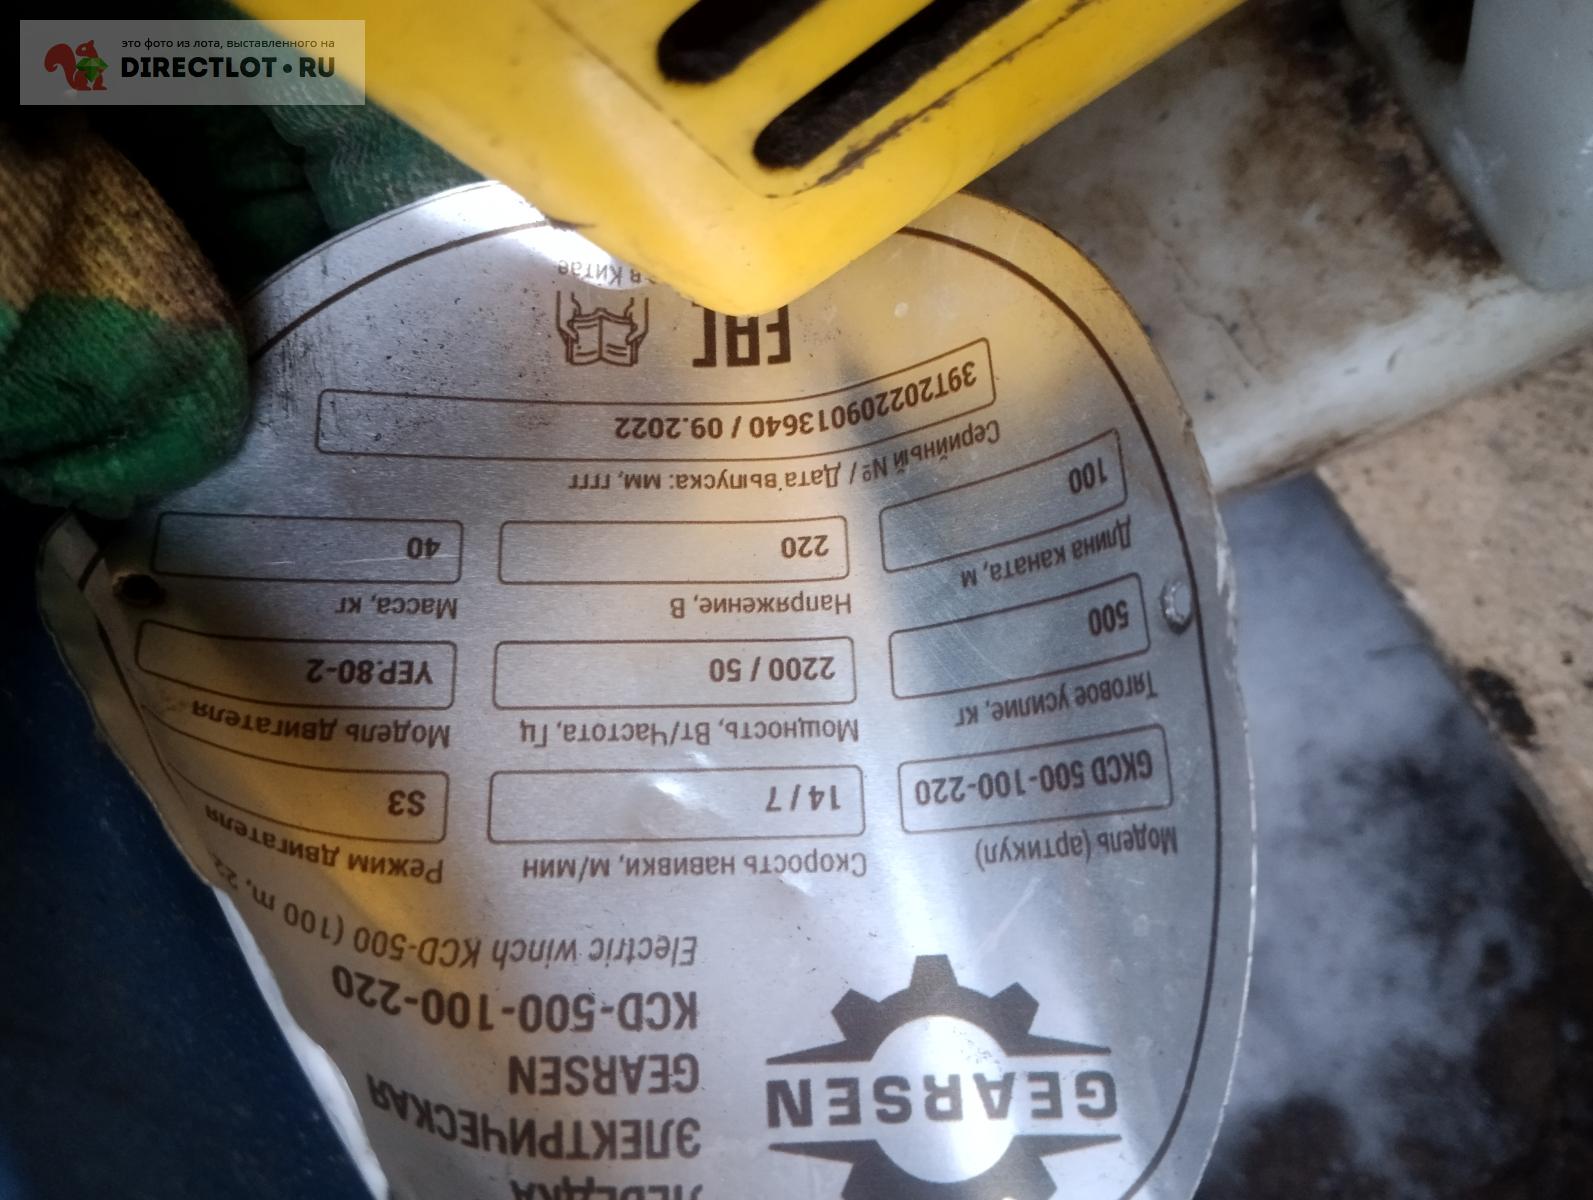 это фото из лота, выставленного на
DIRECTLOT.RU
GEARSEN
ЛЕБЕДКА
ЭЛЕКТРИЧЕСКАЯ
GEARSEN
KCD-500-100-220
Electric winch KCD-500 (100 m,
Модель (артикул)
GKCD 500-100-220
Скорость навивки, м/мин
14 / 7
Режим двигателя
S3
Тяговое усилие, кг
500
Мощность, Вт/Частота, Гц
2200 / 50
Модель двигателя
YEP.80-2
Длина каната, м
100
Напряжение, В
220
Масса, кг
40
Серийный № / Дата выпуска: мм, гггг
39T202209013640 / 09.2022
EAC
в Китае